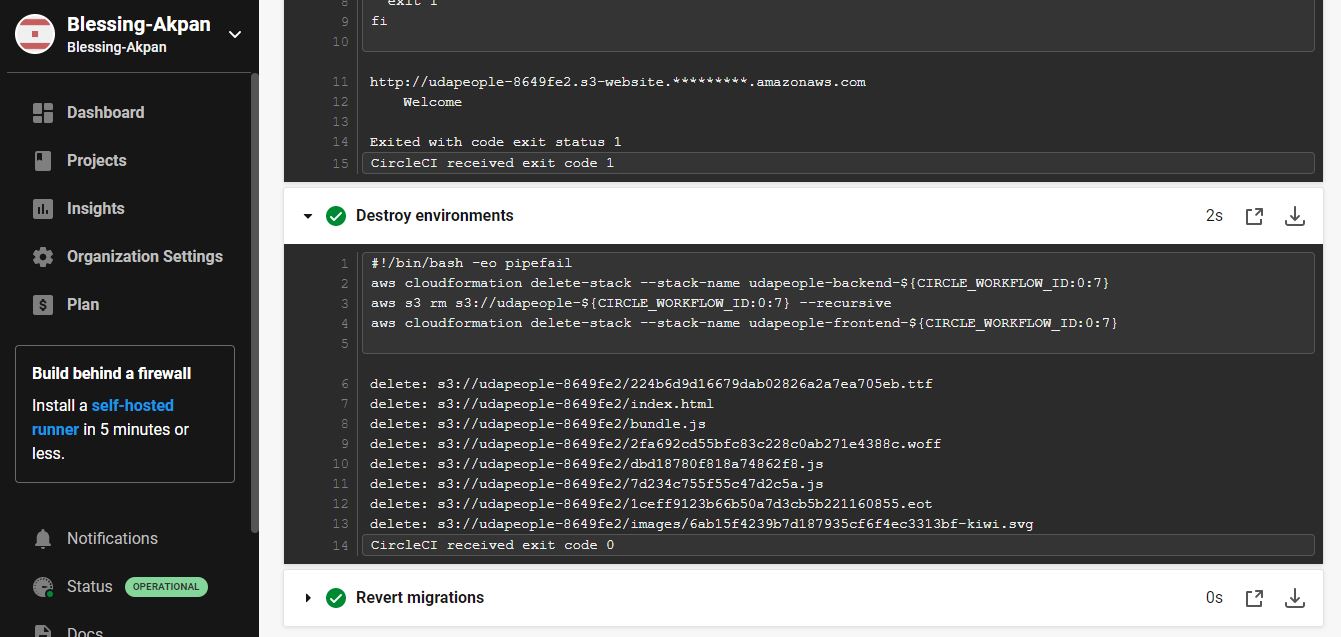 Blessing-Akpan
Blessing-Akpan
Dashboard
Projects
Insights
Organization Settings
$ Plan
Build behind a firewall
Install a self-hosted
runner in 5 minutes or
less.
Notifications
Status OPERATIONAL
Docs
8 exit 1
9 fi
10
11 http://udapeople-8649fe2.s3-website.*********.amazonaws.com
12 Welcome
13
14 Exited with code exit status 1
15 CircleCI received exit code 1
Destroy environments 2s
1 #!/bin/bash -eo pipefail
2 aws cloudformation delete-stack --stack-name udapeople-backend-${CIRCLE_WORKFLOW_ID:0:7}
3 aws s3 rm s3://udapeople-${CIRCLE_WORKFLOW_ID:0:7} --recursive
4 aws cloudformation delete-stack --stack-name udapeople-frontend-${CIRCLE_WORKFLOW_ID:0:7}
5
6 delete: s3://udapeople-8649fe2/224b6d9d16679dab02826a2a7ea705eb.ttf
7 delete: s3://udapeople-8649fe2/index.html
8 delete: s3://udapeople-8649fe2/bundle.js
9 delete: s3://udapeople-8649fe2/2fa692cd55bfc83c228c0ab271e4388c.woff
10 delete: s3://udapeople-8649fe2/dbd18780f818a74862f8.js
11 delete: s3://udapeople-8649fe2/7d234c755f55c47d2c5a.js
12 delete: s3://udapeople-8649fe2/1ceff9123b66b50a7d3cb5b221160855.eot
13 delete: s3://udapeople-8649fe2/images/6ab15f4239b7d187935cf6f4ec3313bf-kiwi.svg
14 CircleCI received exit code 0
Revert migrations 0s